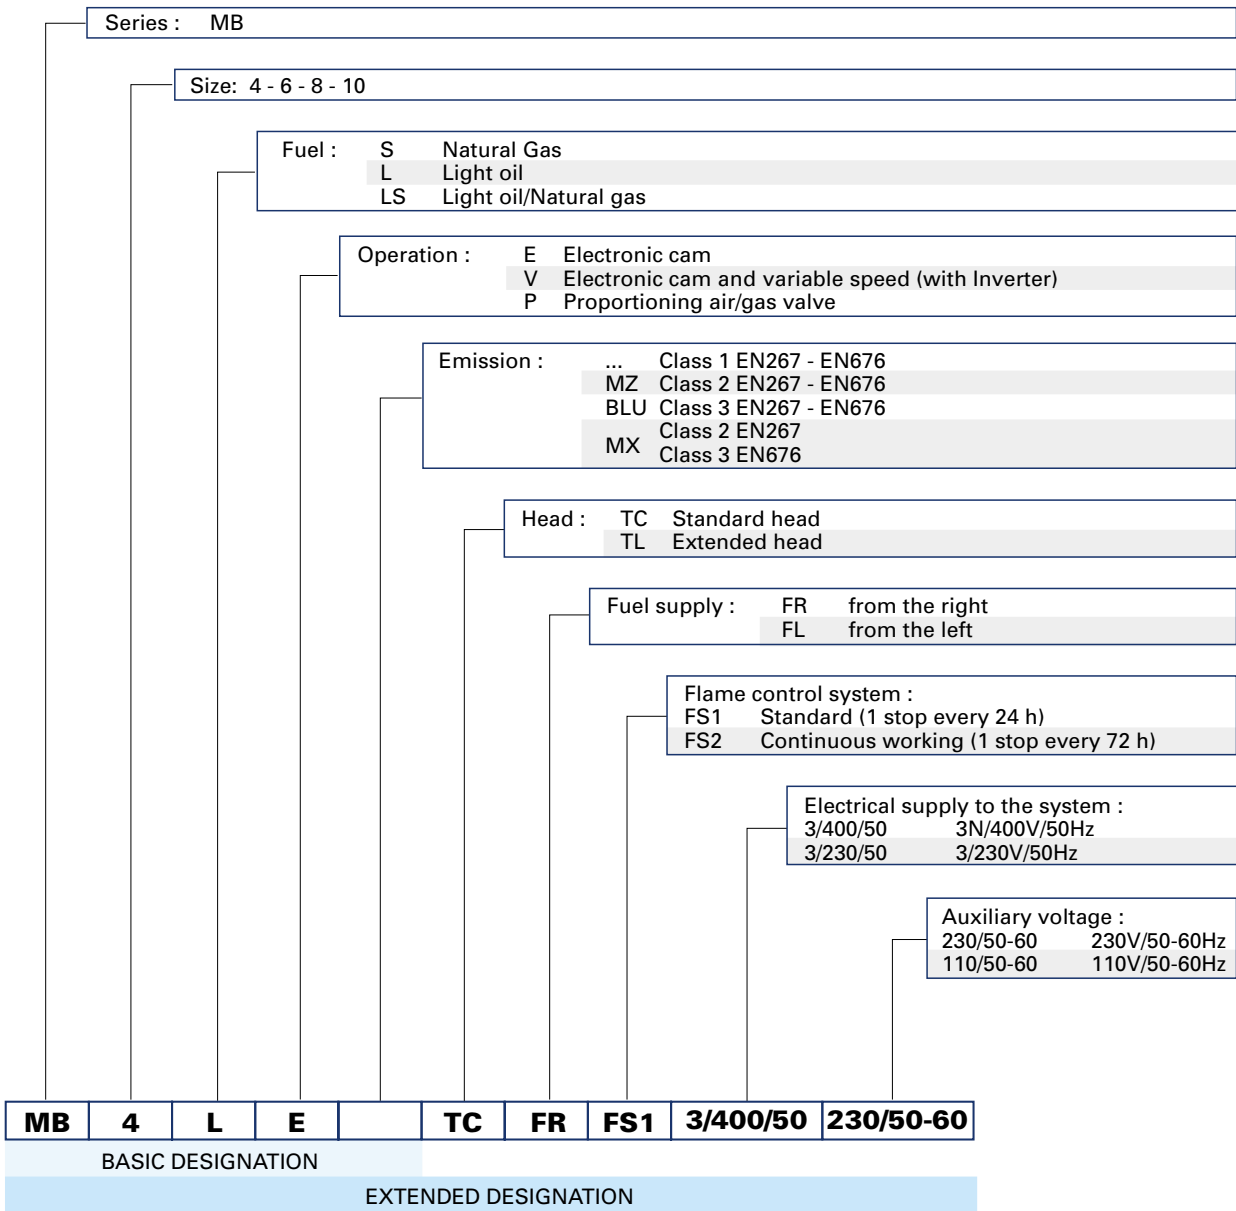 Series : MB
Size: 4 - 6 - 8 - 10
Fuel : S Natural Gas
L Light oil
LS Light oil/Natural gas
Operation : E Electronic cam
V Electronic cam and variable speed (with Inverter)
P Proportioning air/gas valve
Emission : ... Class 1 EN267 - EN676
MZ Class 2 EN267 - EN676
BLU Class 3 EN267 - EN676
MX Class 2 EN267
Class 3 EN676
Head : TC Standard head
TL Extended head
Fuel supply : FR from the right
FL from the left
Flame control system :
FS1 Standard (1 stop every 24 h)
FS2 Continuous working (1 stop every 72 h)
Electrical supply to the system :
3/400/50 3N/400V/50Hz
3/230/50 3/230V/50Hz
Auxiliary voltage :
230/50-60 230V/50-60Hz
110/50-60 110V/50-60Hz
MB 4 L E TC FR FS1 3/400/50 230/50-60
BASIC DESIGNATION
EXTENDED DESIGNATION